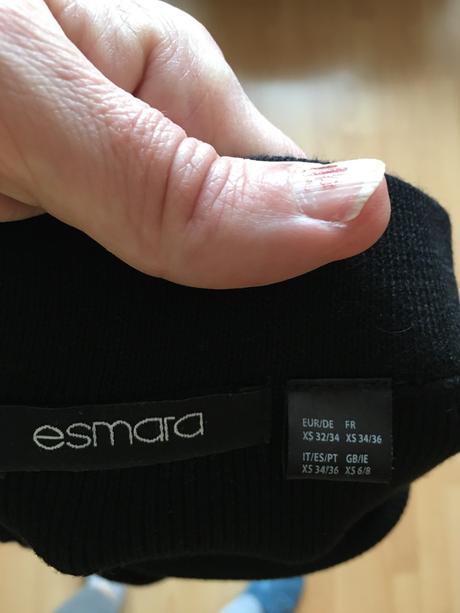 esmara
EUR/DE FR
XS 32/34 XS 34/36
IT/ES/PT GB/IE
XS 34/36 XS 6/8